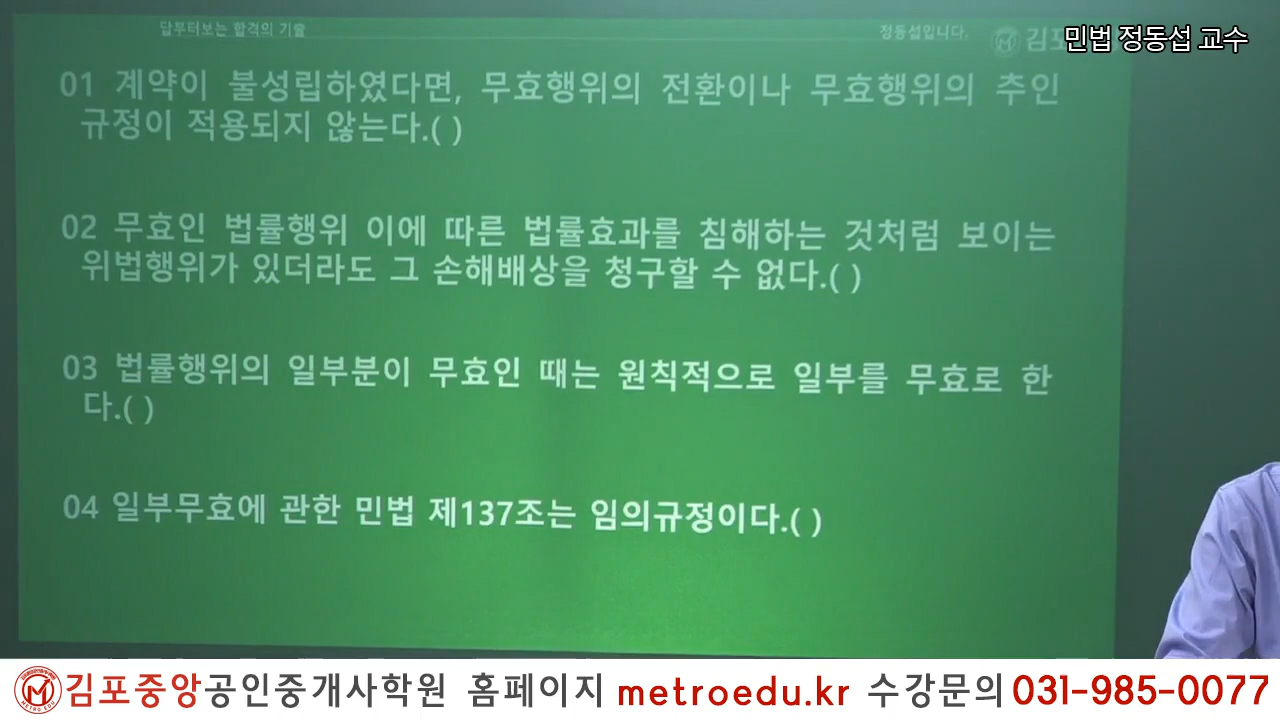 답부터보는 합격의 기술
정동섭입니다.
김포
민법 정동섭 교수
01 계약이 불성립하였다면, 무효행위의 전환이나 무효행위의 추인
규정이 적용되지 않는다.( )
02 무효인 법률행위 이에 따른 법률효과를 침해하는 것처럼 보이는
위법행위가 있더라도 그 손해배상을 청구할 수 없다.( )
03 법률행위의 일부분이 무효인 때는 원칙적으로 일부를 무효로 한
다.( )
04 일부무효에 관한 민법 제137조는 임의규정이다.( )
METRO EDU
김포중앙공인중개사학원 홈페이지 metroedu.kr 수강문의 031-985-0077